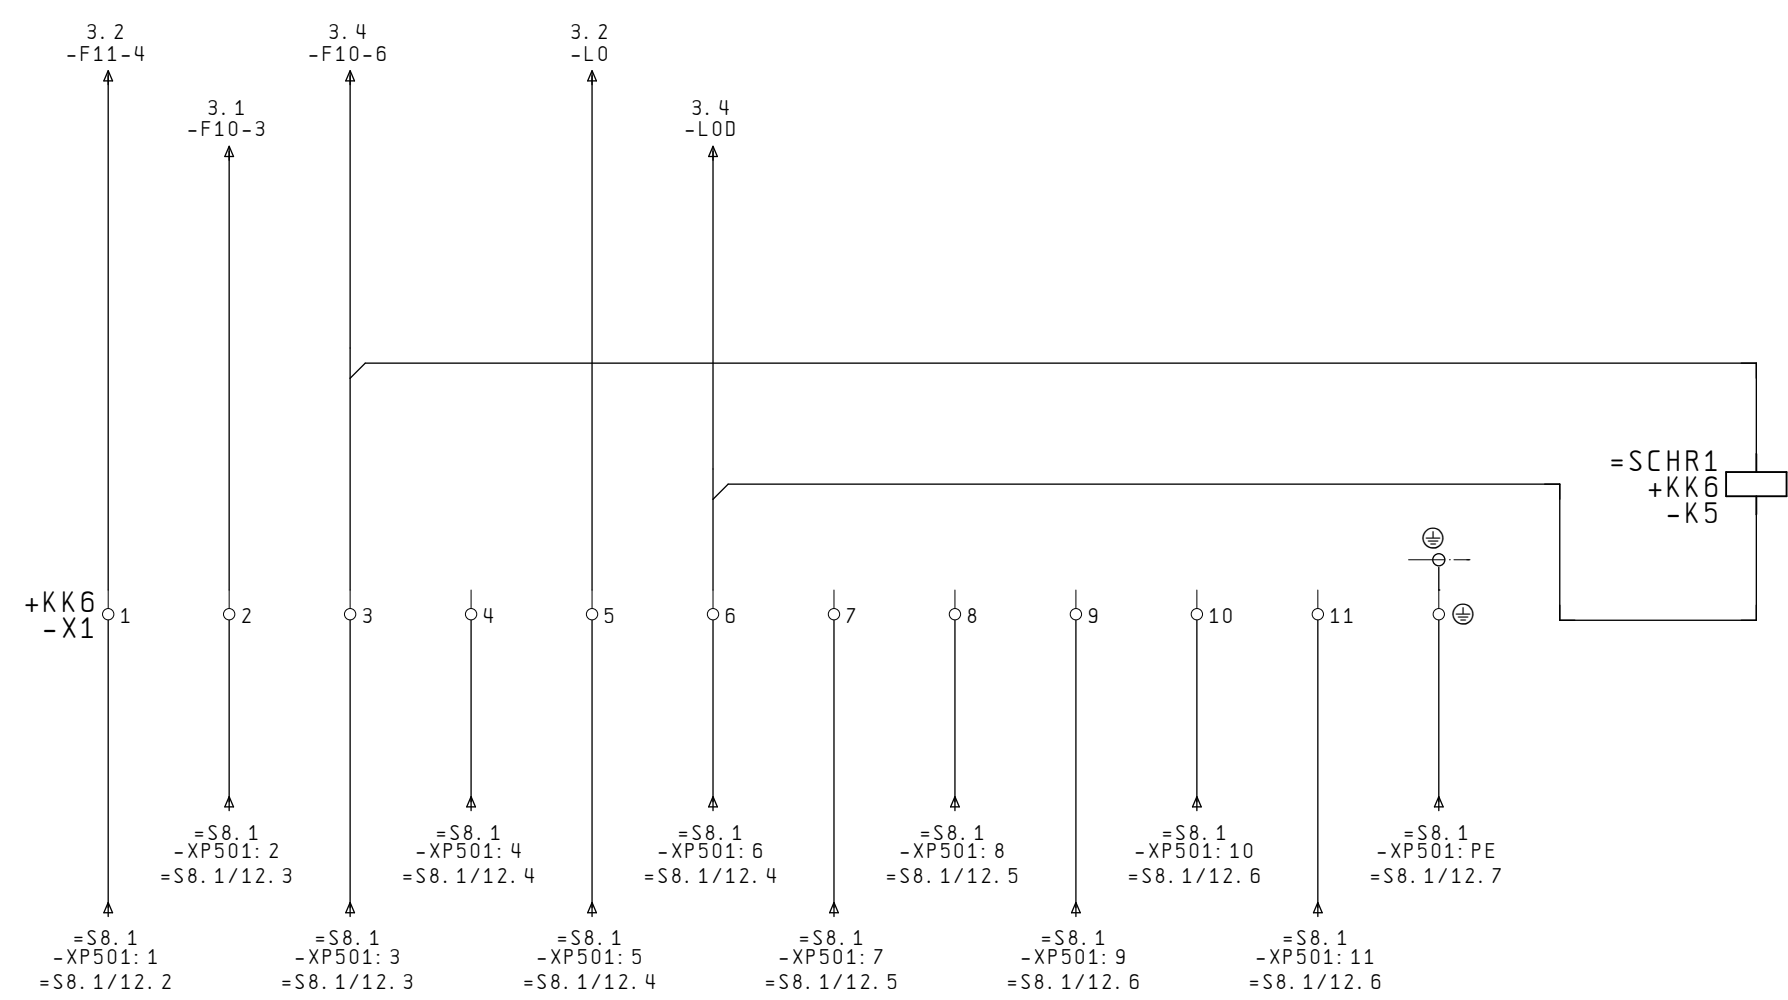 3.2
-F11-4
3.4
-F10-6
3.2
-L0
3.1
-F10-3
3.4
-L0D
=SCHR1
+KK6
-K5
+KK6
-X1
1
2
3
4
5
6
7
8
9
10
11
=S8.1
-XP501:2
=S8.1/12.3
=S8.1
-XP501:4
=S8.1/12.4
=S8.1
-XP501:6
=S8.1/12.4
=S8.1
-XP501:8
=S8.1/12.5
=S8.1
-XP501:10
=S8.1/12.6
=S8.1
-XP501:PE
=S8.1/12.7
=S8.1
-XP501:1
=S8.1/12.2
=S8.1
-XP501:3
=S8.1/12.3
=S8.1
-XP501:5
=S8.1/12.4
=S8.1
-XP501:7
=S8.1/12.5
=S8.1
-XP501:9
=S8.1/12.6
=S8.1
-XP501:11
=S8.1/12.6